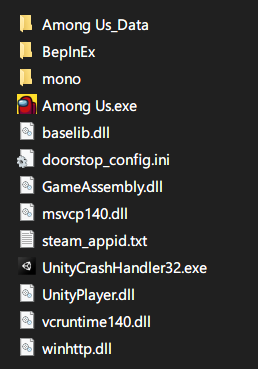 Among Us_Data
BepInEx
mono
Among Us.exe
baselib.dll
doorstop_config.ini
GameAssembly.dll
msvcp140.dll
steam_appid.txt
UnityCrashHandler32.exe
UnityPlayer.dll
vcruntime140.dll
winhttp.dll